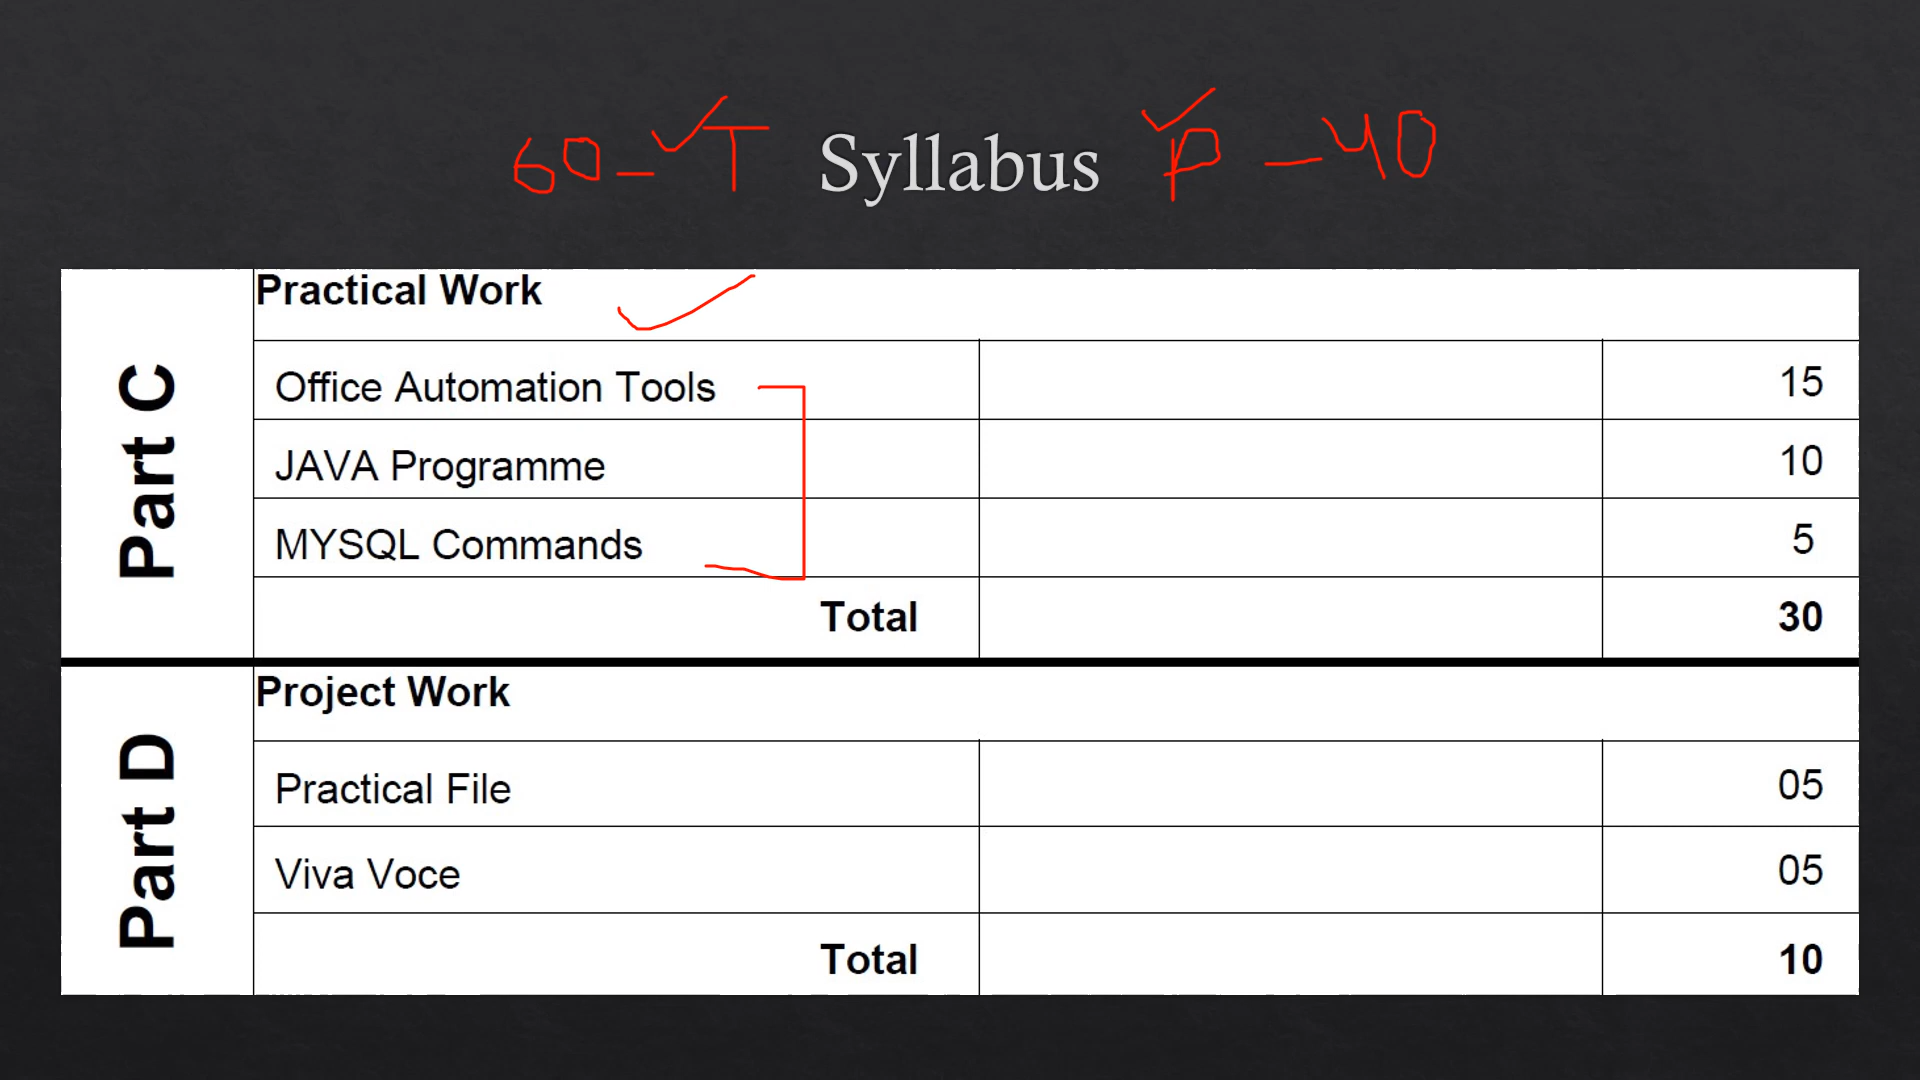 60 - T Syllabus P - 40
Part C
Practical Work
Office Automation Tools 15
JAVA Programme 10
MYSQL Commands 5
Total 30
Part D
Project Work
Practical File 05
Viva Voce 05
Total 10